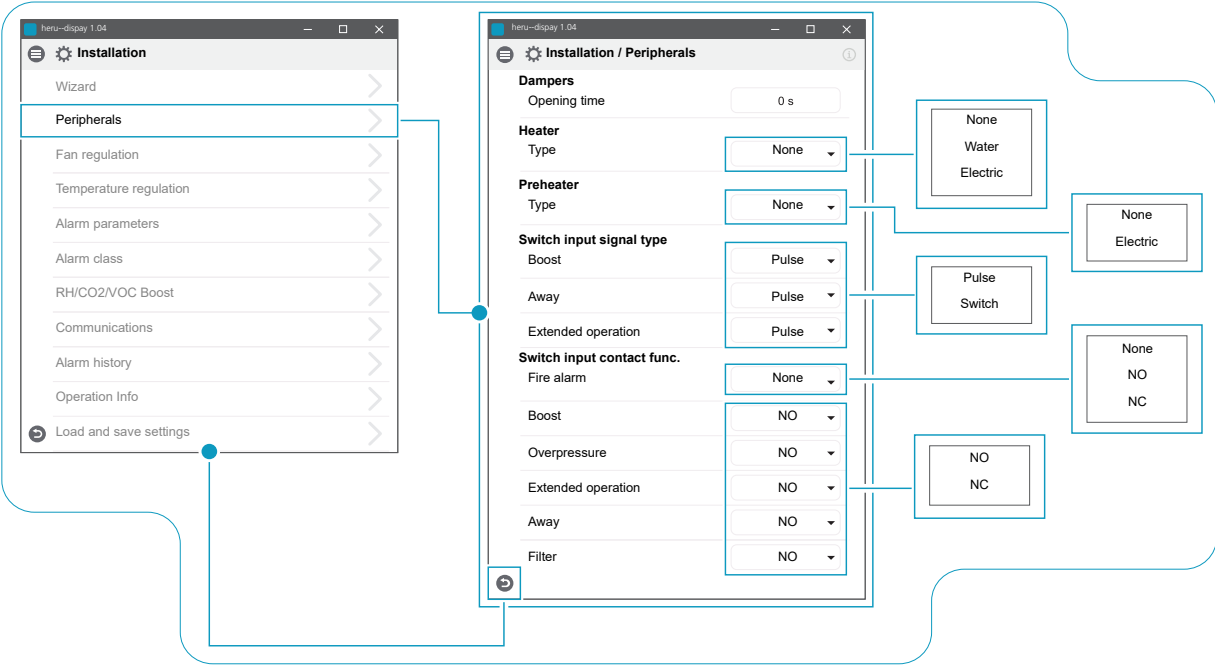 heru–dispay 1.04
Installation
Wizard
Peripherals
Fan regulation
Temperature regulation
Alarm parameters
Alarm class
RH/CO2/VOC Boost
Communications
Alarm history
Operation Info
Load and save settings
heru–dispay 1.04
Installation / Peripherals
Dampers
Opening time 0 s
Heater
Type None
Preheater
Type None
Switch input signal type
Boost Pulse
Away Pulse
Extended operation Pulse
Switch input contact func.
Fire alarm None
Boost NO
Overpressure NO
Extended operation NO
Away NO
Filter NO
None
Water
Electric
None
Electric
Pulse
Switch
None
NO
NC
NO
NC